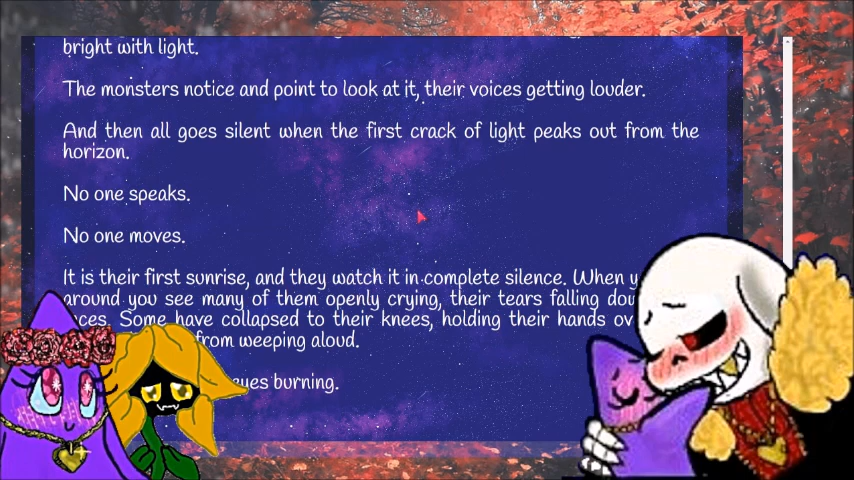 bright with light.
The monsters notice and point to look at it, their voices getting louder.
And then all goes silent when the first crack of light peaks out from the
horizon.
No one speaks.
No one moves.
It is their first sunrise, and they watch it in complete silence. When
around you see many of them openly crying, their tears falling
Some have collapsed to their knees, holding their hands
from weeping aloud.
eyes burning.